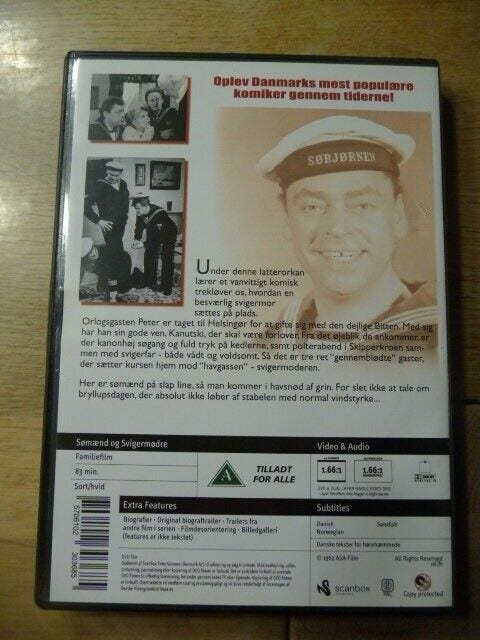 Oplev Danmarks mest populære
komiker gennem tiderne!
SØBJØRNEN
Under denne latterorkan
lærer et vanvittigt komisk
trekløver os, hvordan en
besværlig svigermor
sættes på plads.
Orlogsgasten Peter er taget til Helsingør for at gifte sig med den dejlige Bitten. Med sig
har han sin gode ven, Kanutski, der skal være forlover. Fra det øjeblik de ankommer, er
der kanonhøj søgang og fuld tryk på kedlerne, samt polterabend i Skipperkroen sam-
men med svigerfar - både vådt og voldsomt. Så det er tre ret "gennembløte" gaster,
der sætter kursen hjem mod "havgassen" - svigermoderen.
Her er sømænd på slap line, så man kommer i havsnød af grin. For slet ikke at tale om
bryllupsdagen, der absolut ikke løber af stabelen med normal vindstyrke...
Sømænd og Svigermødre
Video & Audio
Familiefilm
83 min.
Sort/hvid
A
TILLADT
FOR ALLE
1.66:1
1.66:1
DOLBY
Extra Features
Biografier · Original biograftrailer · Trailers fra
andre film i serien · Filmdesorientering · Billedgalleri
(features er ikke tekstet)
Subtitles
Dansk
Swedish
Norwegian
Danske tekster for hørehæmmede
© 1962 ASA Film
All Rights Reserved
scanbox
PAL
Copy protected
5706102
303685